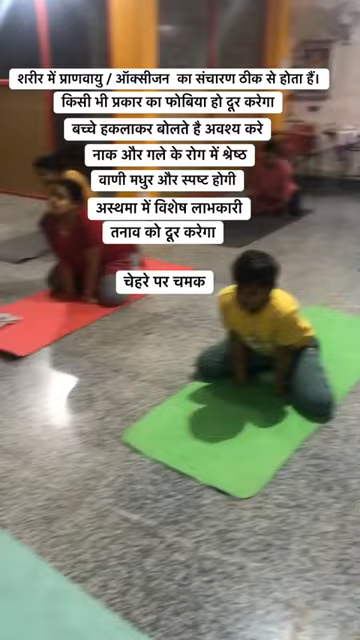 शरीर में प्राणवायु / ऑक्सीजन  का संचारण ठीक से होता हैं।
किसी भी प्रकार का फोबिया हो दूर करेगा
बच्चे हकलाकर बोलते है अवश्य करे
नाक और गले के रोग में श्रेष्ठ
वाणी मधुर और स्पष्ट होगी
अस्थमा में विशेष लाभकारी
तनाव को दूर करेगा
चेहरे पर चमक